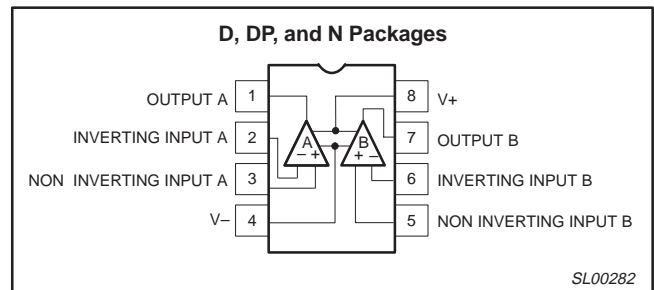 D, DP, and N Packages
OUTPUT A 1 8 V+
INVERTING INPUT A 2 A B 7 OUTPUT B
– + + –
NON INVERTING INPUT A 3 6 INVERTING INPUT B
V– 4 5 NON INVERTING INPUT B
SL00282